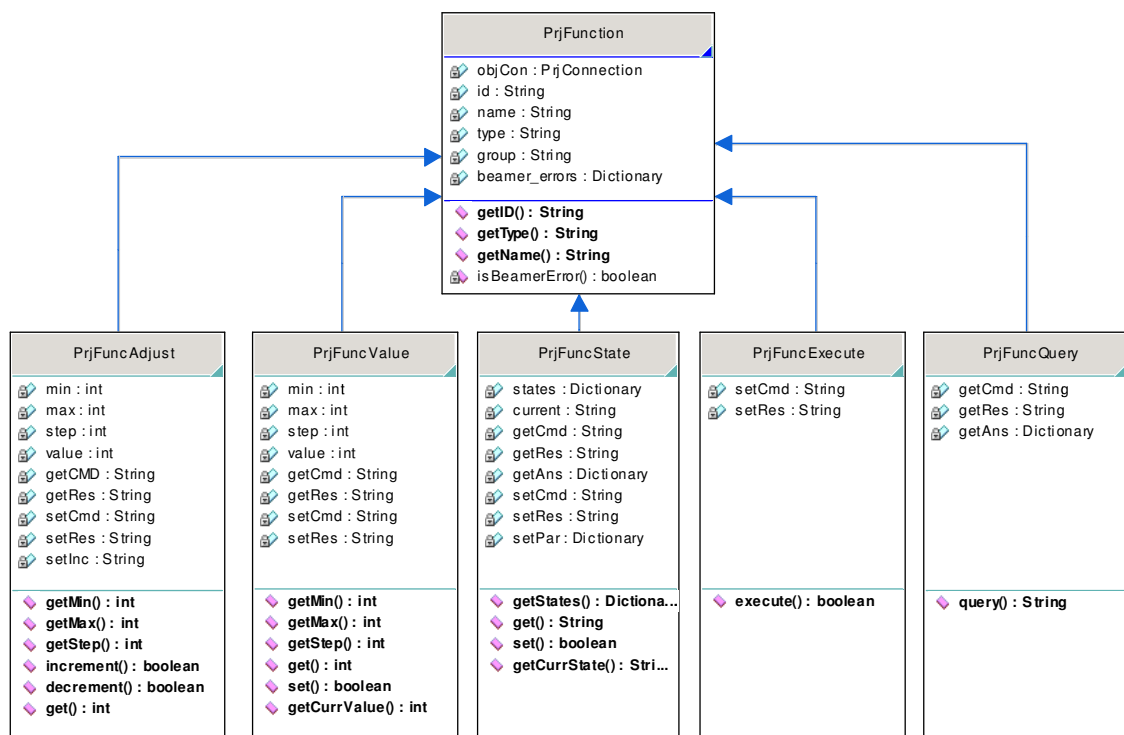 PrjFunction
objCon : PrjConnection
id : String
name : String
type : String
group : String
beamer_errors : Dictionary
getID() : String
getType() : String
getName() : String
isBeamerError() : boolean
PrjFuncAdjust
min : int
max : int
step : int
value : int
getCMD : String
getRes : String
setCmd : String
setRes : String
setInc : String
getMin() : int
getMax() : int
getStep() : int
increment() : boolean
decrement() : boolean
get() : int
PrjFuncValue
min : int
max : int
step : int
value : int
getCmd : String
getRes : String
setCmd : String
setRes : String
getMin() : int
getMax() : int
getStep() : int
get() : int
set() : boolean
getCurrValue() : int
PrjFuncState
states : Dictionary
current : String
getCmd : String
getRes : String
getAns : Dictionary
setCmd : String
setRes : String
setPar : Dictionary
getStates() : Dictiona...
get() : String
set() : boolean
getCurrState() : Stri...
PrjFuncExecute
setCmd : String
setRes : String
execute() : boolean
PrjFuncQuery
getCmd : String
getRes : String
getAns : Dictionary
query() : String